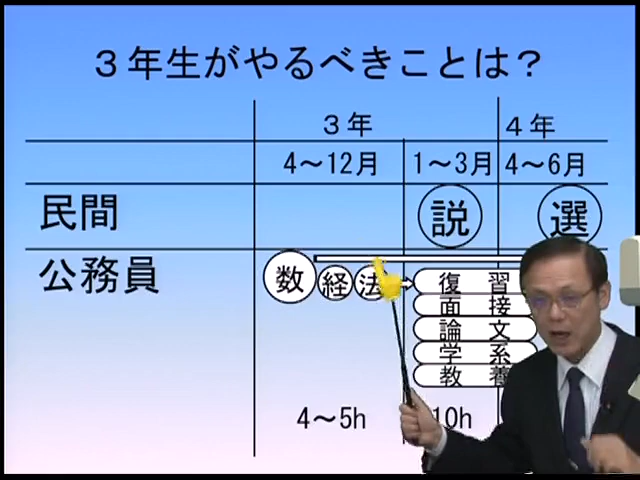 3年生がやるべきことは？
3年 4年
4～12月 1～3月 4～6月
民間 説 選
公務員 数 経 法 復習
面接
論文
学系
教養
4～5h 10h